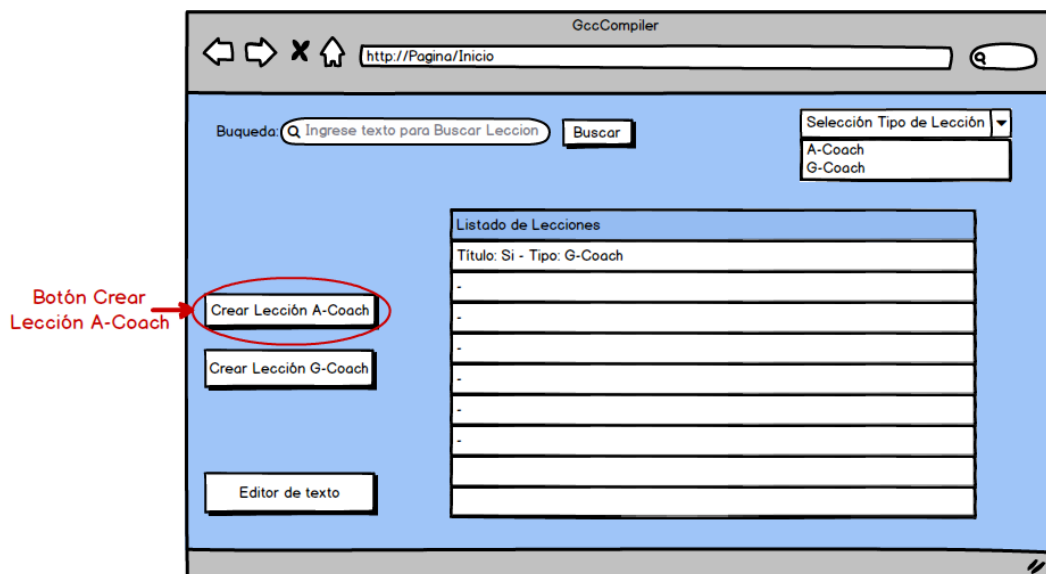 GccCompiler
http://Pagina/Inicio
Buqueda:
Ingrese texto para Buscar Leccion
Buscar
Selección Tipo de Lección
A-Coach
G-Coach
Listado de Lecciones
Título: Si - Tipo: G-Coach
-
-
-
-
-
-
Botón Crear
Lección A-Coach
Crear Lección A-Coach
Crear Lección G-Coach
Editor de texto